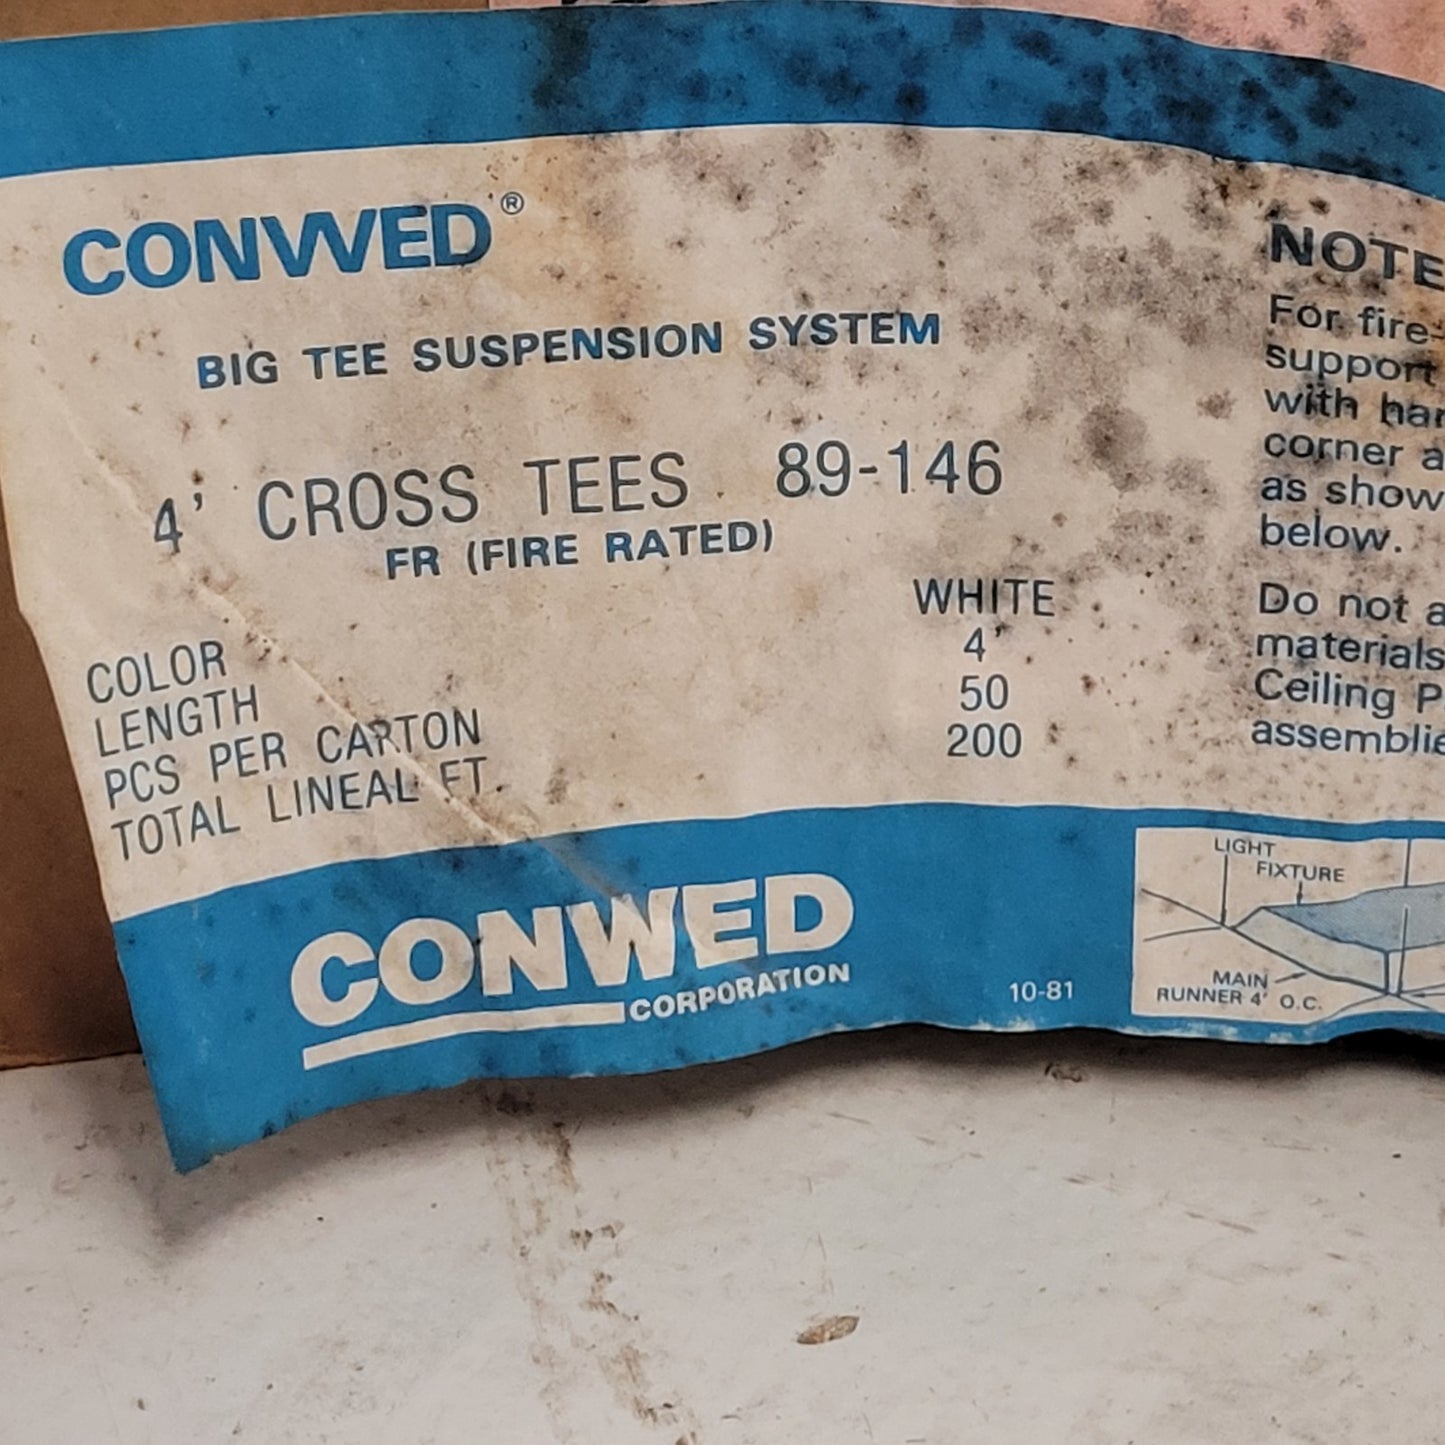 CONWED®
BIG TEE SUSPENSION SYSTEM
4' CROSS TEES 89-146
FR (FIRE RATED)
COLOR WHITE
LENGTH 4'
PCS PER CARTON 50
TOTAL LINEAL FT. 200
NOTE
For fire-
support
with har
corner a
as show
below.
Do not a
materials
Ceiling P
assemblie
CONWED
CORPORATION
10-81
LIGHT
FIXTURE
MAIN
RUNNER 4' O.C.